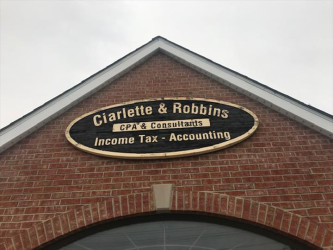 Ciarlette & Robbins
CPA & Consultants
Income Tax - Accounting